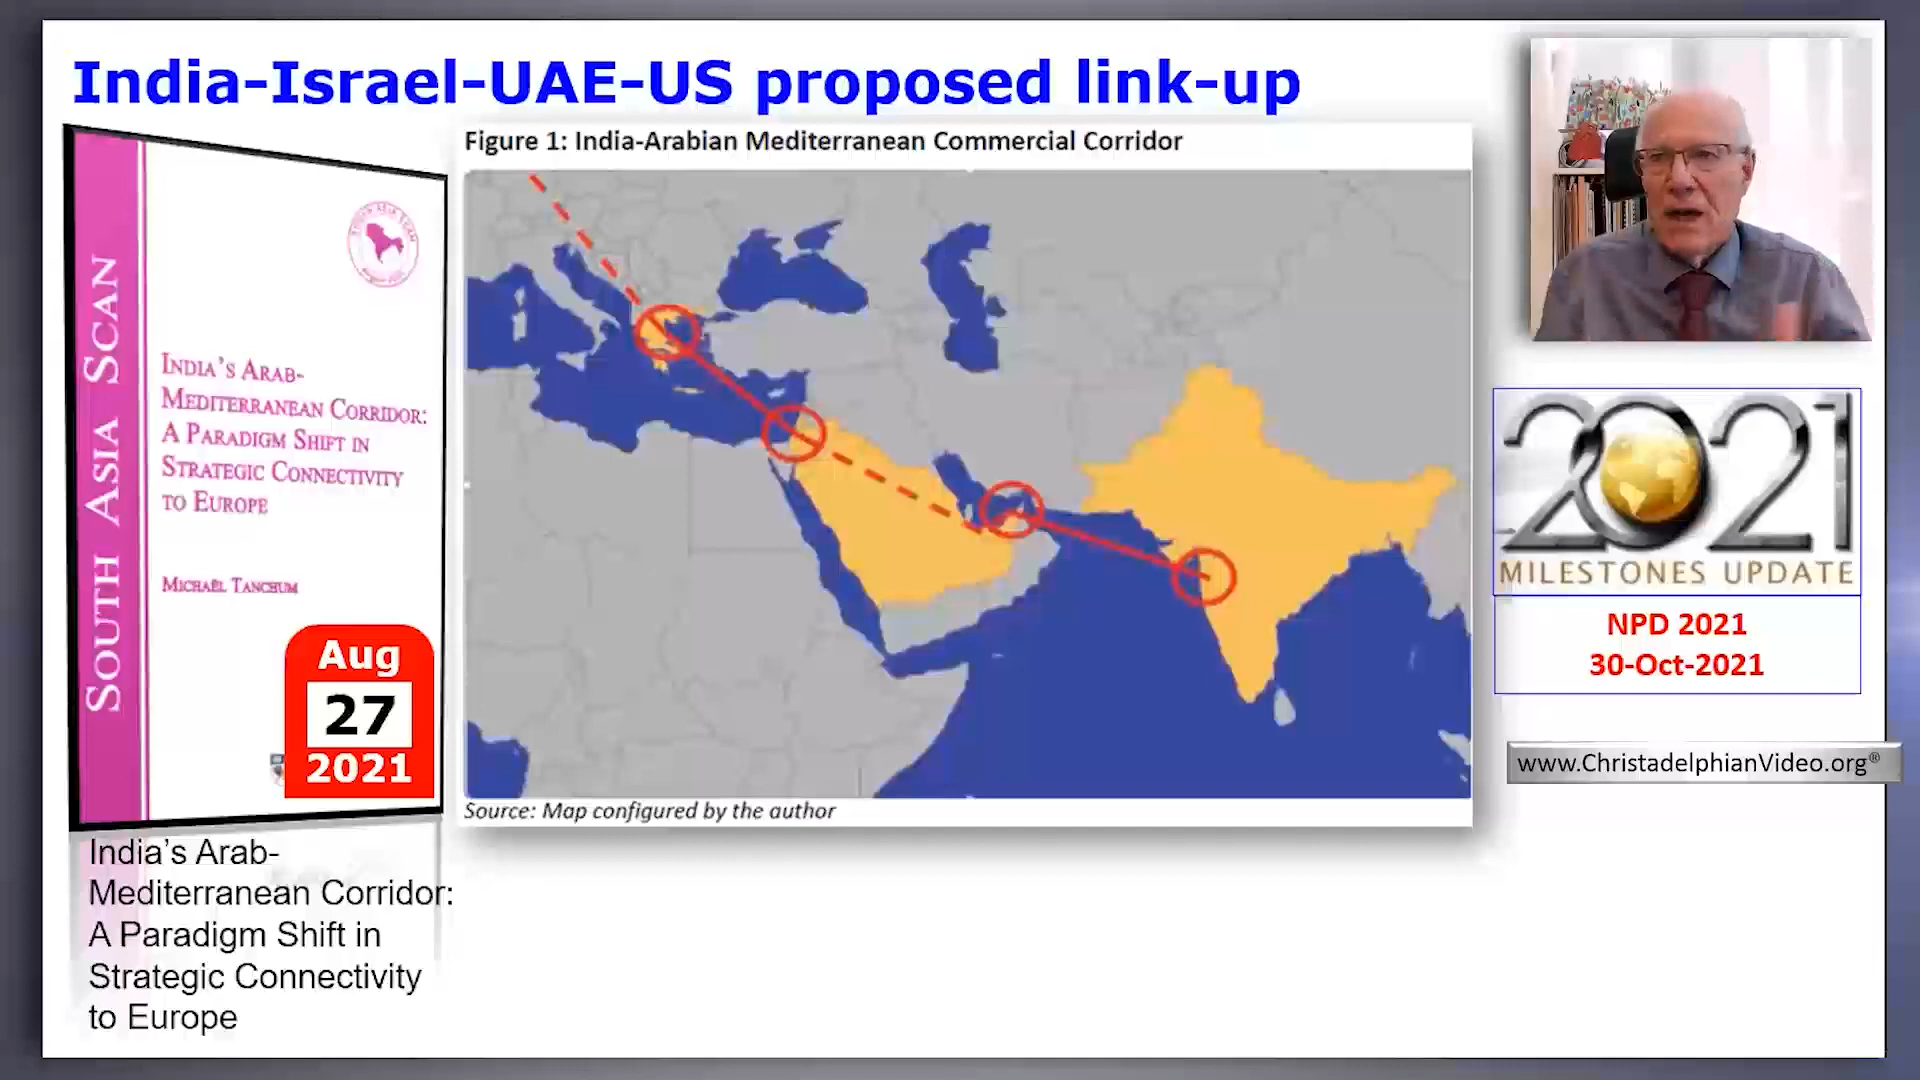 India-Israel-UAE-US proposed link-up
SOUTH ASIA SCAN
INDIA'S ARAB-
MEDITERRANEAN CORRIDOR:
A PARADIGM SHIFT IN
STRATEGIC CONNECTIVITY
TO EUROPE
MICHAËL TANCHUM
Aug
27
2021
India's Arab-
Mediterranean Corridor:
A Paradigm Shift in
Strategic Connectivity
to Europe
Figure 1: India-Arabian Mediterranean Commercial Corridor
Source: Map configured by the author
2021
MILESTONES UPDATE
NPD 2021
30-Oct-2021
www.ChristadelphianVideo.org®